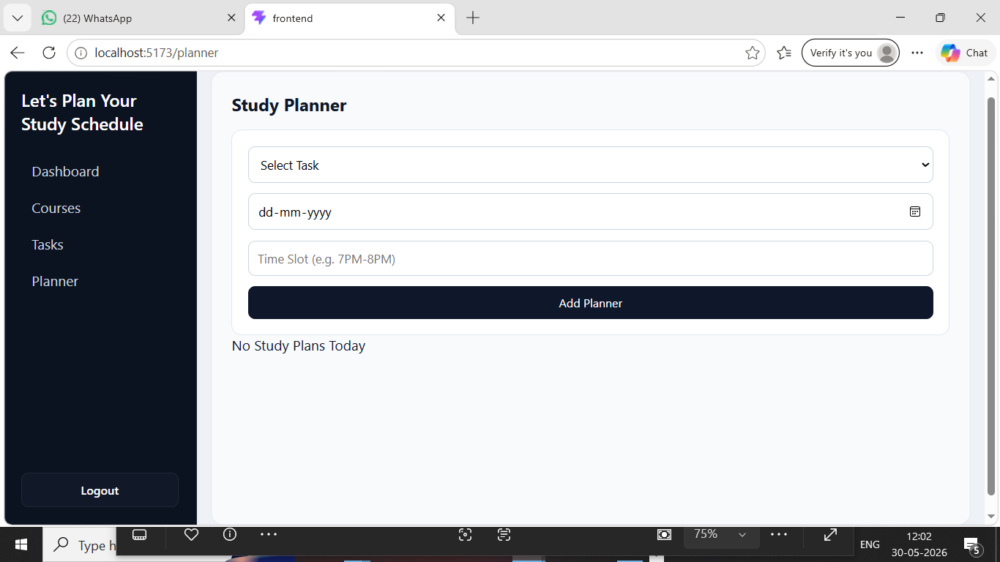 (22) WhatsApp
frontend
localhost:5173/planner
Verify it's you
Chat
Let's Plan Your
Study Schedule
Dashboard
Courses
Tasks
Planner
Logout
Study Planner
Select Task
dd-mm-yyyy
Time Slot (e.g. 7PM-8PM)
Add Planner
No Study Plans Today
Type h
75%
ENG
12:02
30-05-2026
5